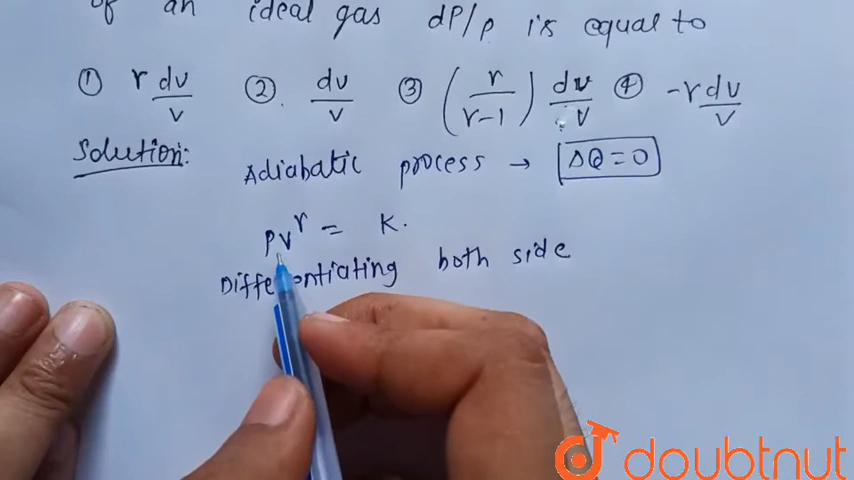 of an ideal gas dP/P is equal to
① r dv/v ② dv/v ③ (r/r-1) dv/v ④ -r dv/v
Solution:
Adiabatic process → ΔQ = 0
PV^r = K.
Differentiating both side
doubtnut